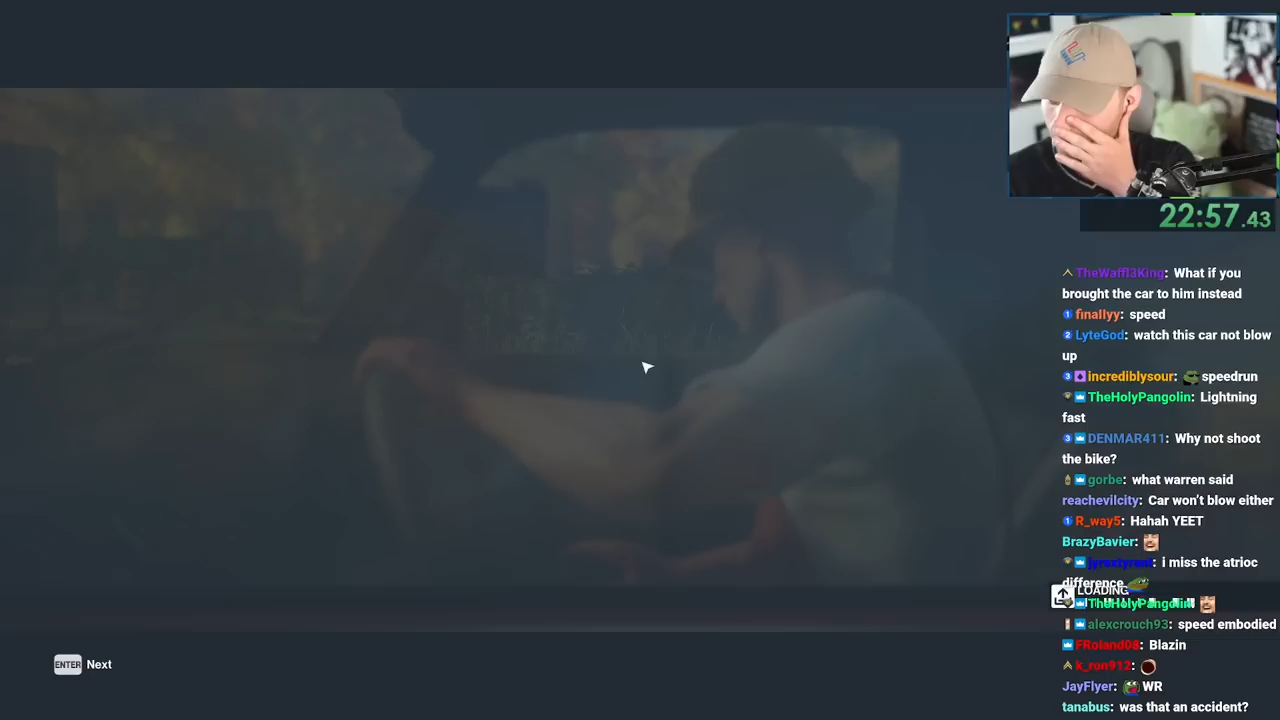 22:57.43
TheWaffl3King: What if you
brought the car to him instead
finallyy: speed
LyteGod: watch this car not blow
up
incrediblysour: speedrun
TheHolyPangolin: Lightning
fast
DENMAR411: Why not shoot
the bike?
gorbe: what warren said
reachevilcity: Car won't blow either
R_way5: Hahah YEET
BrazyBavier:
: i miss the atrioc
difference
LOADING
TheHolyPangolin:
alexcrouch93: speed embodied
FRoland08: Blazin
k_ron912:
JayFlyer: WR
tanabus: was that an accident?
ENTER Next